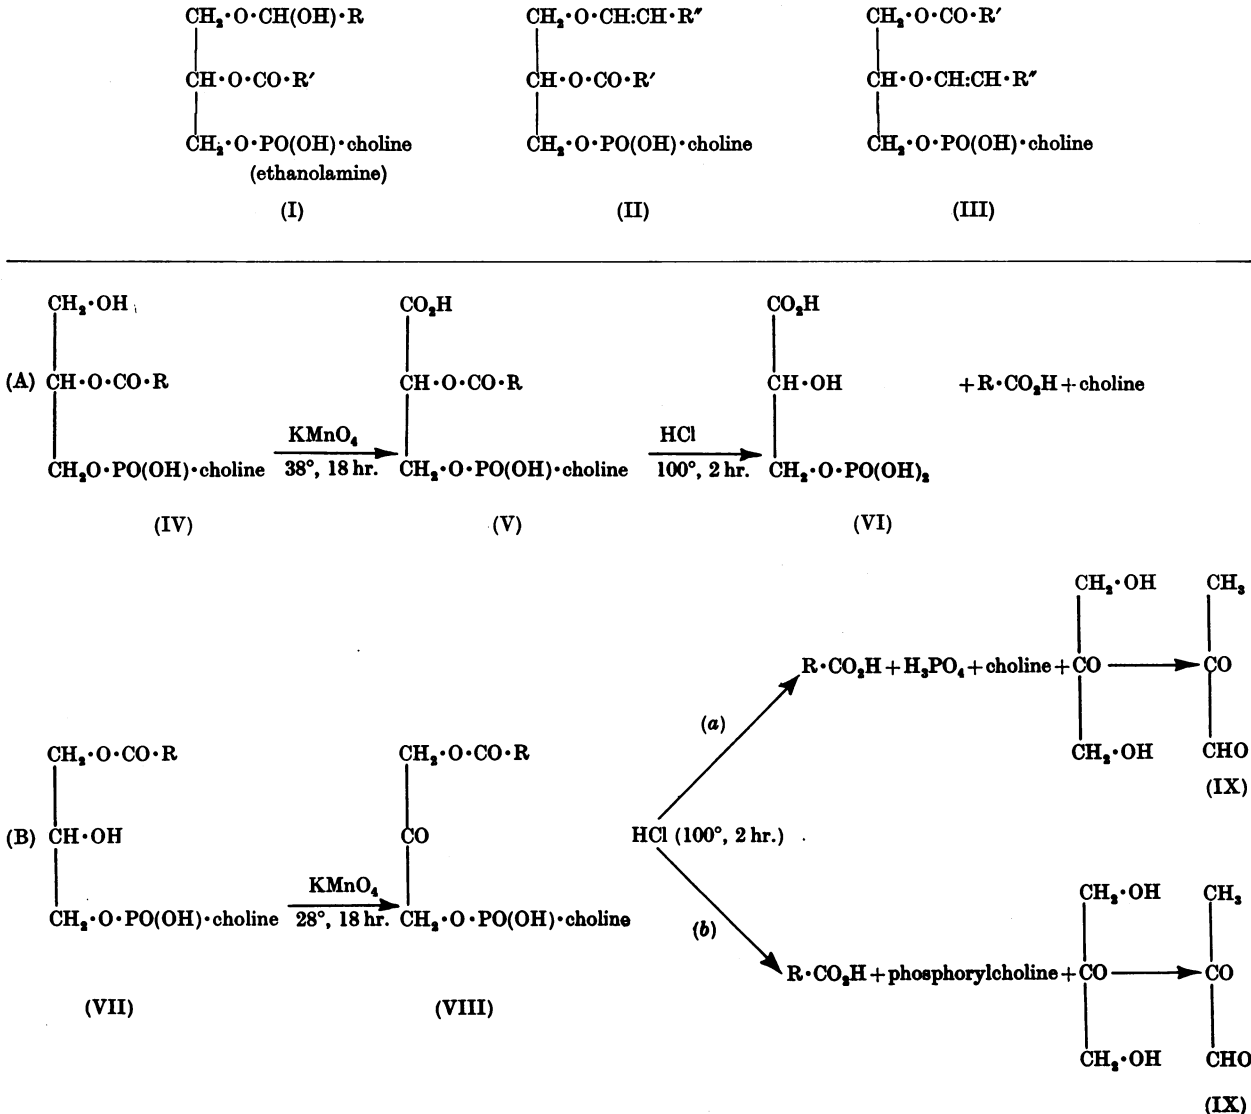 CH₂·O·CH(OH)·R CH₂·O·CH:CH·R″ CH₂·O·CO·R′
CH·O·CO·R′ CH·O·CO·R′ CH·O·CH:CH·R″
CH₂·O·PO(OH)·choline CH₂·O·PO(OH)·choline CH₂·O·PO(OH)·choline
(ethanolamine)
(I) (II) (III)
CH₂·OH CO₂H CO₂H
(A) CH·O·CO·R CH·O·CO·R CH·OH +R·CO₂H+choline
KMnO₄ HCl
CH₂O·PO(OH)·choline 38°, 18 hr. CH₂·O·PO(OH)·choline 100°, 2 hr. CH₂·O·PO(OH)₂
(IV) (V) (VI)
CH₂·OH CH₃
R·CO₂H+H₃PO₄+choline+CO CO
(a)
CH₂·O·CO·R CH₂·O·CO·R CH₂·OH CHO
(IX)
(B) CH·OH CO HCl (100°, 2 hr.)
KMnO₄ CH₂·OH CH₃
CH₂·O·PO(OH)·choline 28°, 18 hr. CH₂·O·PO(OH)·choline (b)
R·CO₂H+phosphorylcholine+CO CO
(VII) (VIII)
CH₂·OH CHO
(IX)